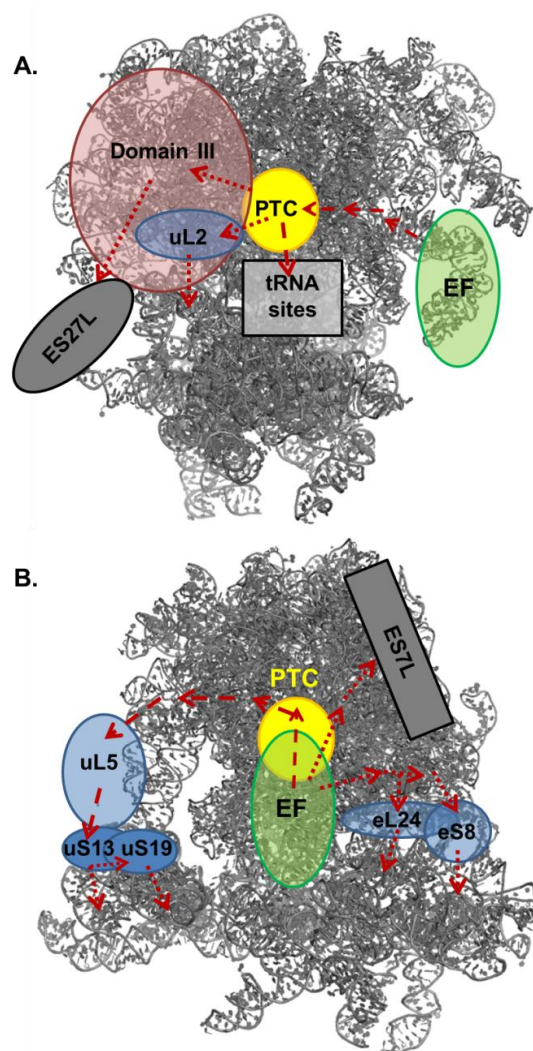 A.
Domain III
PTC
uL2
tRNA
sites
EF
ES27L
B.
ES7L
PTC
uL5
EF
eL24
eS8
uS13
uS19